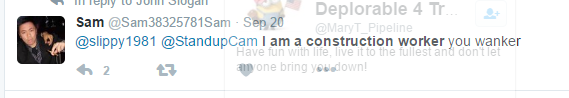 In reply to John Slogan
Sam @Sam38325781Sam · Sep 20
@slippy1981 @StandupCam I am a construction worker you wanker
2
Deplorable 4 Tr...
@MaryT_Pipeline
Have fun with life, live it to the fullest and don't let
anyone bring you down!